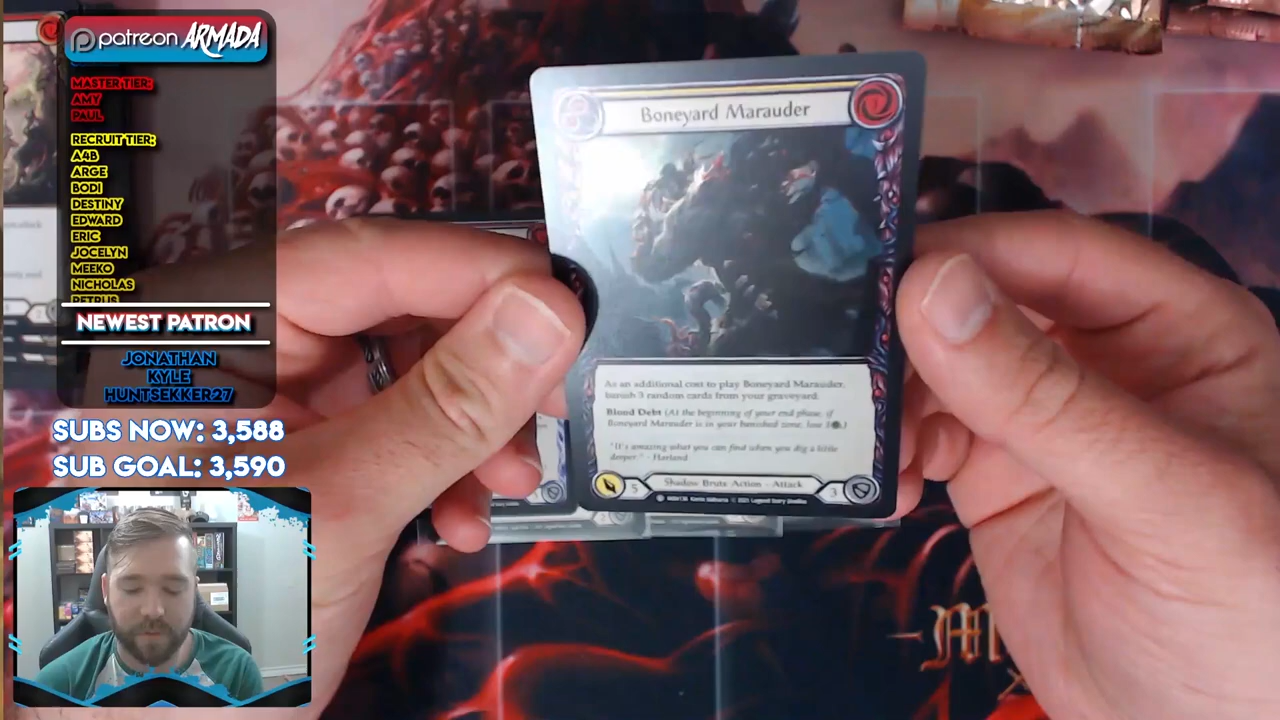 patreon ARMADA
MASTER TIER:
AMY
PAUL
RECRUIT TIER:
A4B
ARGE
BODI
DESTINY
EDWARD
ERIC
JOCELYN
MEEKO
NICHOLAS
PETRUS
NEWEST PATRON
JONATHAN
KYLE
HUNTSEKKER27
SUBS NOW: 3,588
SUB GOAL: 3,590
Boneyard Marauder
As an additional cost to play Boneyard Marauder,
banish 3 random cards from your graveyard.
Blood Debt (At the beginning of your end phase, if
Boneyard Marauder is in your banished zone, lose 1 .)
"It's amazing what you can find when you dig a little
deeper." - Harland
5
Shadow Brute Action - Attack
3